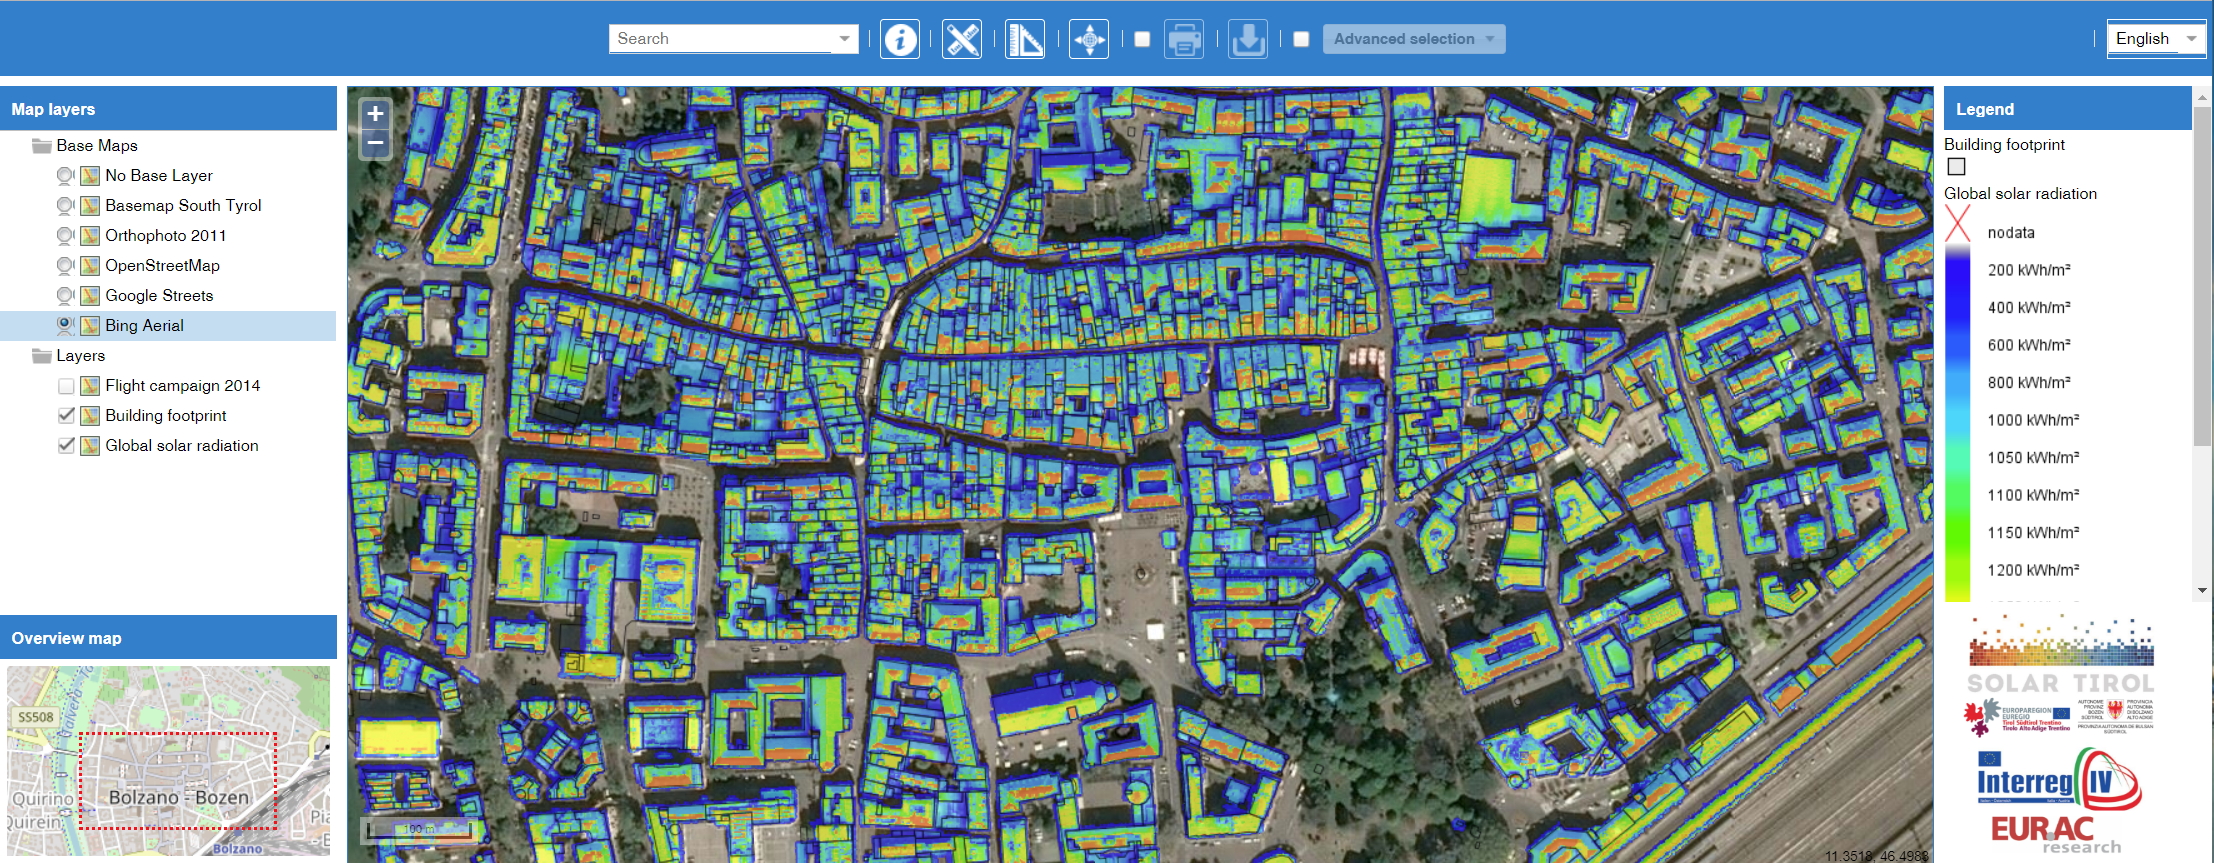 Search
Advanced selection
English
Map layers
Base Maps
No Base Layer
Basemap South Tyrol
Orthophoto 2011
OpenStreetMap
Google Streets
Bing Aerial
Layers
Flight campaign 2014
Building footprint
Global solar radiation
Overview map
SS508
Talvera - Ta
Quirino
Quirein
Bolzano - Bozen
Bolzano
Pia
- B
+
−
100 m
11.3518, 46.4983
Legend
Building footprint
Global solar radiation
nodata
200 kWh/m²
400 kWh/m²
600 kWh/m²
800 kWh/m²
1000 kWh/m²
1050 kWh/m²
1100 kWh/m²
1150 kWh/m²
1200 kWh/m²
SOLAR TIROL
EUROPAREGION
EUREGIO
Tirol Südtirol Trentino
Tirolo Alto Adige Trentino
AUTONOME
PROVINZ
BOZEN
SÜDTIROL
PROVINCIA
AUTONOMA
DI BOLZANO
ALTO ADIGE
PROVINZIA AUTONOMA DE BULSAN
SÜDTIROL
Interreg IV
EURAC
research